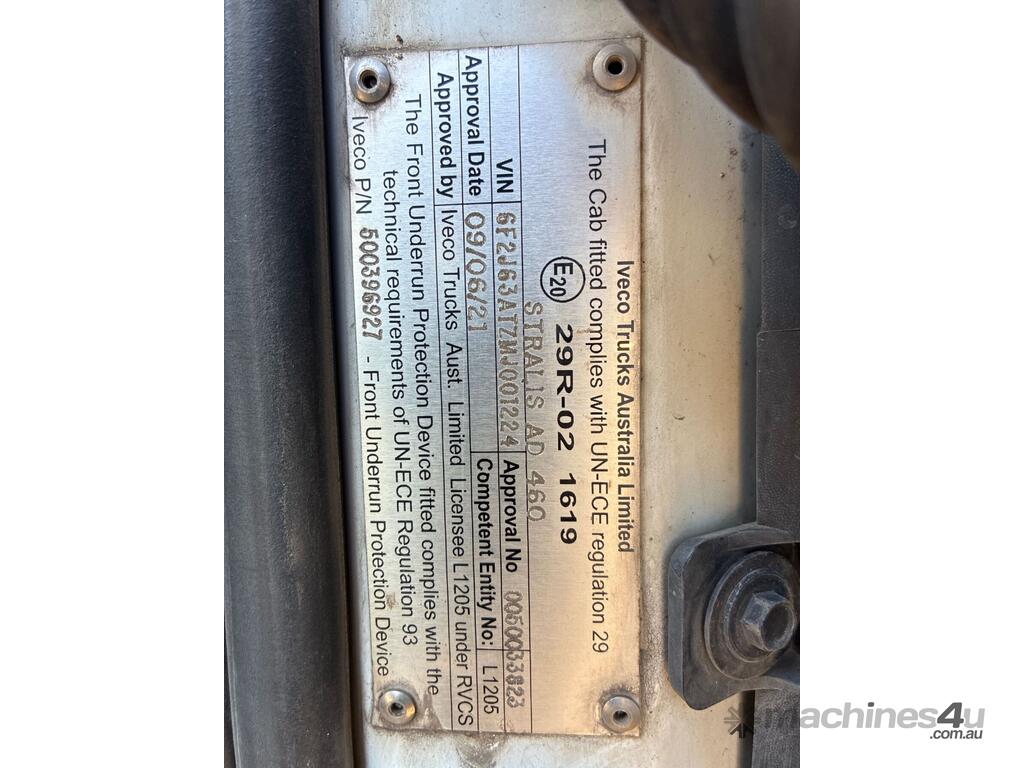 Iveco Trucks Australia Limited
The Cab fitted complies with UN-ECE regulation 29
E20 29R-02 1619
STRALIS AD 460
VIN 6F2J63ATZMJ001224 Approval No 005003 3823
Approval Date 09/06/21 Competent Entity No: L1205
Approved by Iveco Trucks Aust. Limited Licensee L1205 under RVCS
The Front Underrun Protection Device fitted complies with the
technical requirements of UN-ECE Regulation 93
Iveco P/N 500396927 - Front Underrun Protection Device
machines4u
.com.au